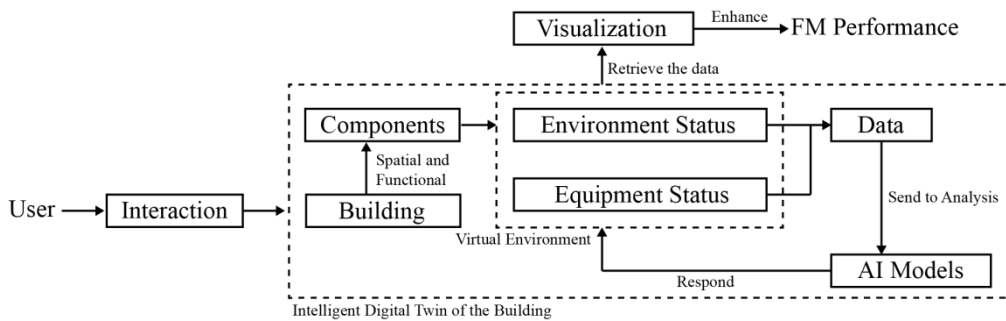 Visualization
Enhance
FM Performance
Retrieve the data
Components
Environment Status
Data
Spatial and
Functional
User
Interaction
Building
Equipment Status
Send to Analysis
Virtual Environment
Respond
AI Models
Intelligent Digital Twin of the Building